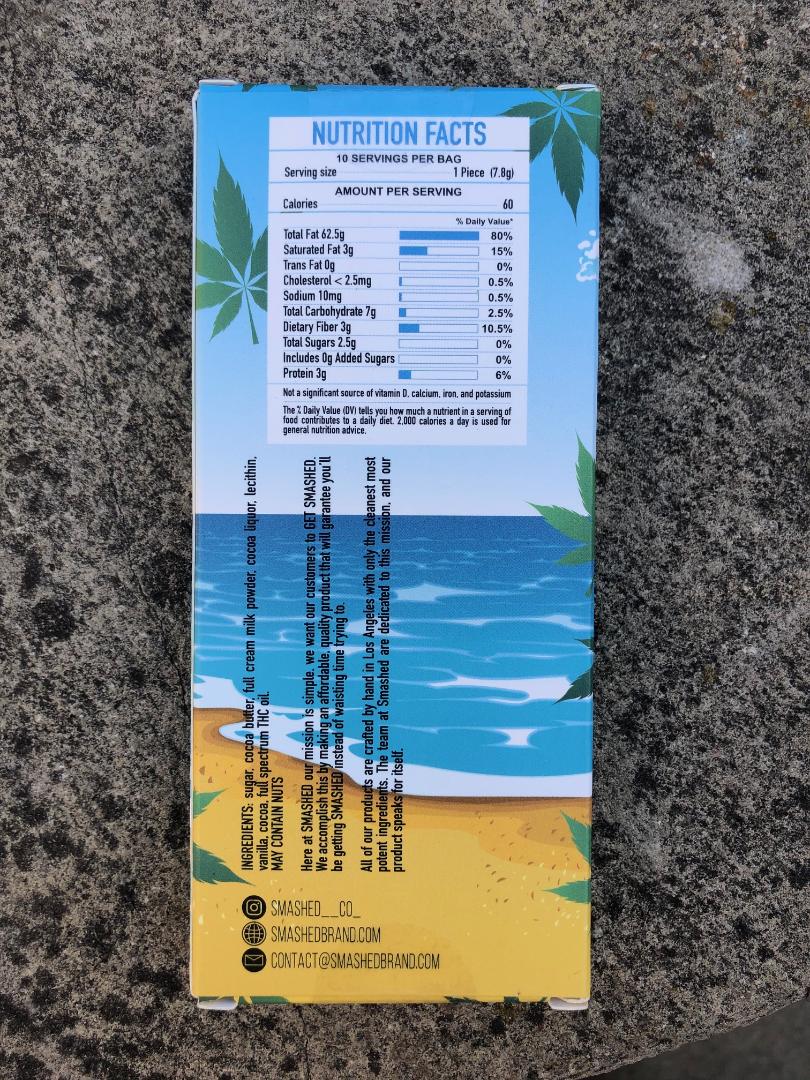 NUTRITION FACTS
10 SERVINGS PER BAG
Serving size 1 Piece (7.8g)
AMOUNT PER SERVING
Calories 60
% Daily Value*
Total Fat 62.5g 80%
Saturated Fat 3g 15%
Trans Fat 0g 0%
Cholesterol < 2.5mg 0.5%
Sodium 10mg 0.5%
Total Carbohydrate 7g 2.5%
Dietary Fiber 3g 10.5%
Total Sugars 2.5g 0%
Includes 0g Added Sugars 0%
Protein 3g 6%
Not a significant source of vitamin D, calcium, iron, and potassium
The % Daily Value (DV) tells you how much a nutrient in a serving of
food contributes to a daily diet. 2,000 calories a day is used for
general nutrition advice.
INGREDIENTS: sugar, cocoa butter, full cream milk powder, cocoa liquor, lecithin,
vanilla, cocoa, full spectrum THC oil.
MAY CONTAIN NUTS
Here at SMASHED our mission is simple, we want our customers to GET SMASHED.
We accomplish this by making an affordable, quality product that will garantee you'll
be getting SMASHED instead of waisting time trying to.
All of our products are crafted by hand in Los Angeles with only the cleanest most
potent ingredients. The team at Smashed are dedicated to this mission, and our
product speaks for itself.
SMASHED__CO_
SMASHEDBRAND.COM
CONTACT@SMASHEDBRAND.COM